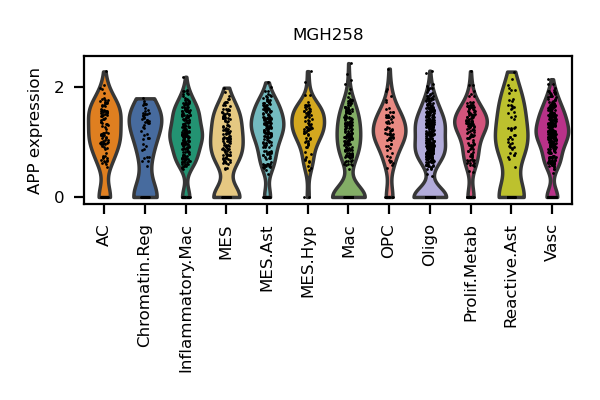 MGH258
APP expression
2
0
AC
Chromatin.Reg
Inflammatory.Mac
MES
MES.Ast
MES.Hyp
Mac
OPC
Oligo
Prolif.Metab
Reactive.Ast
Vasc